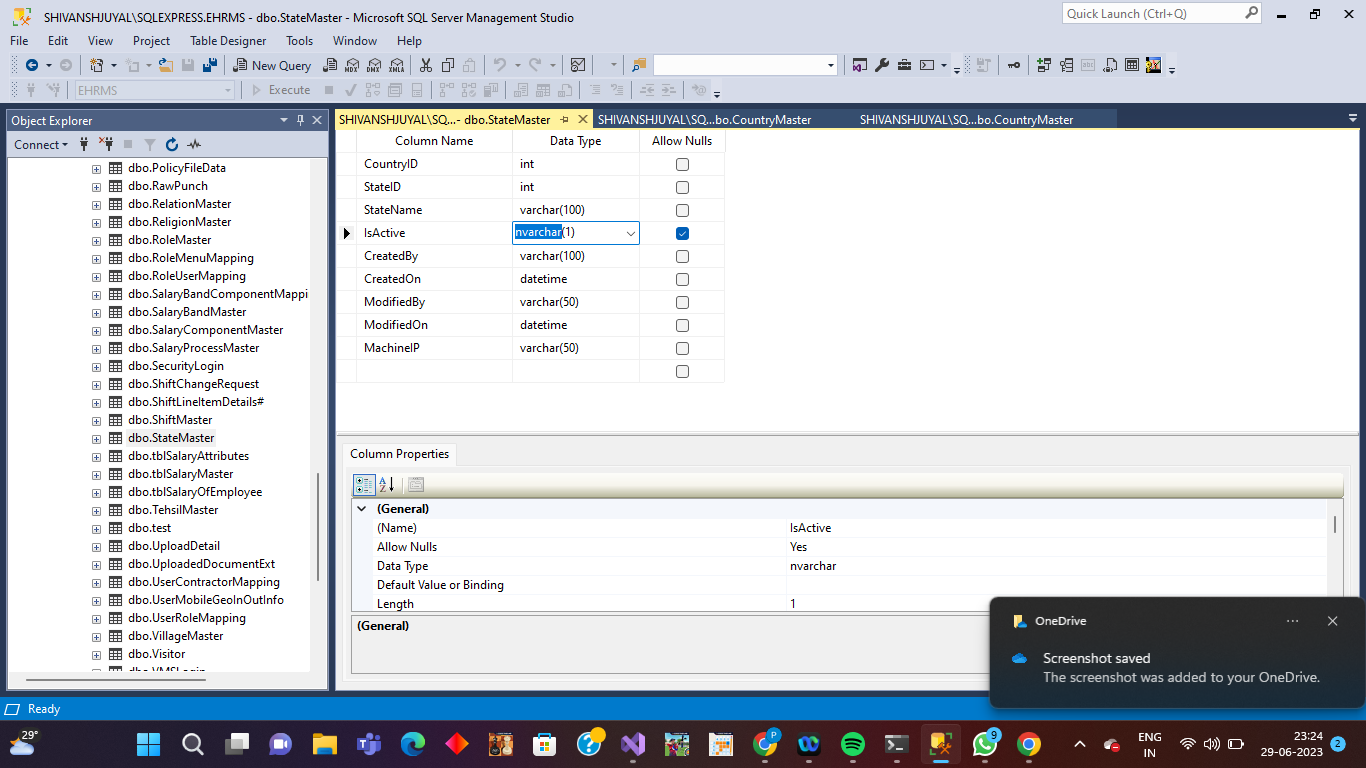 SHIVANSHJUYAL\SQLEXPRESS.EHRMS - dbo.StateMaster - Microsoft SQL Server Management Studio
Quick Launch (Ctrl+Q)
File Edit View Project Table Designer Tools Window Help
New Query
MDX DMX XMLA
EHRMS
Execute
Object Explorer
Connect
dbo.PolicyFileData
dbo.RawPunch
dbo.RelationMaster
dbo.ReligionMaster
dbo.RoleMaster
dbo.RoleMenuMapping
dbo.RoleUserMapping
dbo.SalaryBandComponentMappi
dbo.SalaryBandMaster
dbo.SalaryComponentMaster
dbo.SalaryProcessMaster
dbo.SecurityLogin
dbo.ShiftChangeRequest
dbo.ShiftLineItemDetails#
dbo.ShiftMaster
dbo.StateMaster
dbo.tblSalaryAttributes
dbo.tblSalaryMaster
dbo.tblSalaryOfEmployee
dbo.TehsilMaster
dbo.test
dbo.UploadDetail
dbo.UploadedDocumentExt
dbo.UserContractorMapping
dbo.UserMobileGeoInOutInfo
dbo.UserRoleMapping
dbo.VillageMaster
dbo.Visitor
dbo.VMSLogin
SHIVANSHJUYAL\SQ...- dbo.StateMaster
SHIVANSHJUYAL\SQ...bo.CountryMaster
SHIVANSHJUYAL\SQ...bo.CountryMaster
Column Name Data Type Allow Nulls
CountryID int
StateID int
StateName varchar(100)
IsActive nvarchar(1)
CreatedBy varchar(100)
CreatedOn datetime
ModifiedBy varchar(50)
ModifiedOn datetime
MachineIP varchar(50)
Column Properties
(General)
(Name) IsActive
Allow Nulls Yes
Data Type nvarchar
Default Value or Binding
Length 1
(General)
OneDrive
Screenshot saved
The screenshot was added to your OneDrive.
Ready
29°
P
9
ENG
IN
23:24
29-06-2023
2